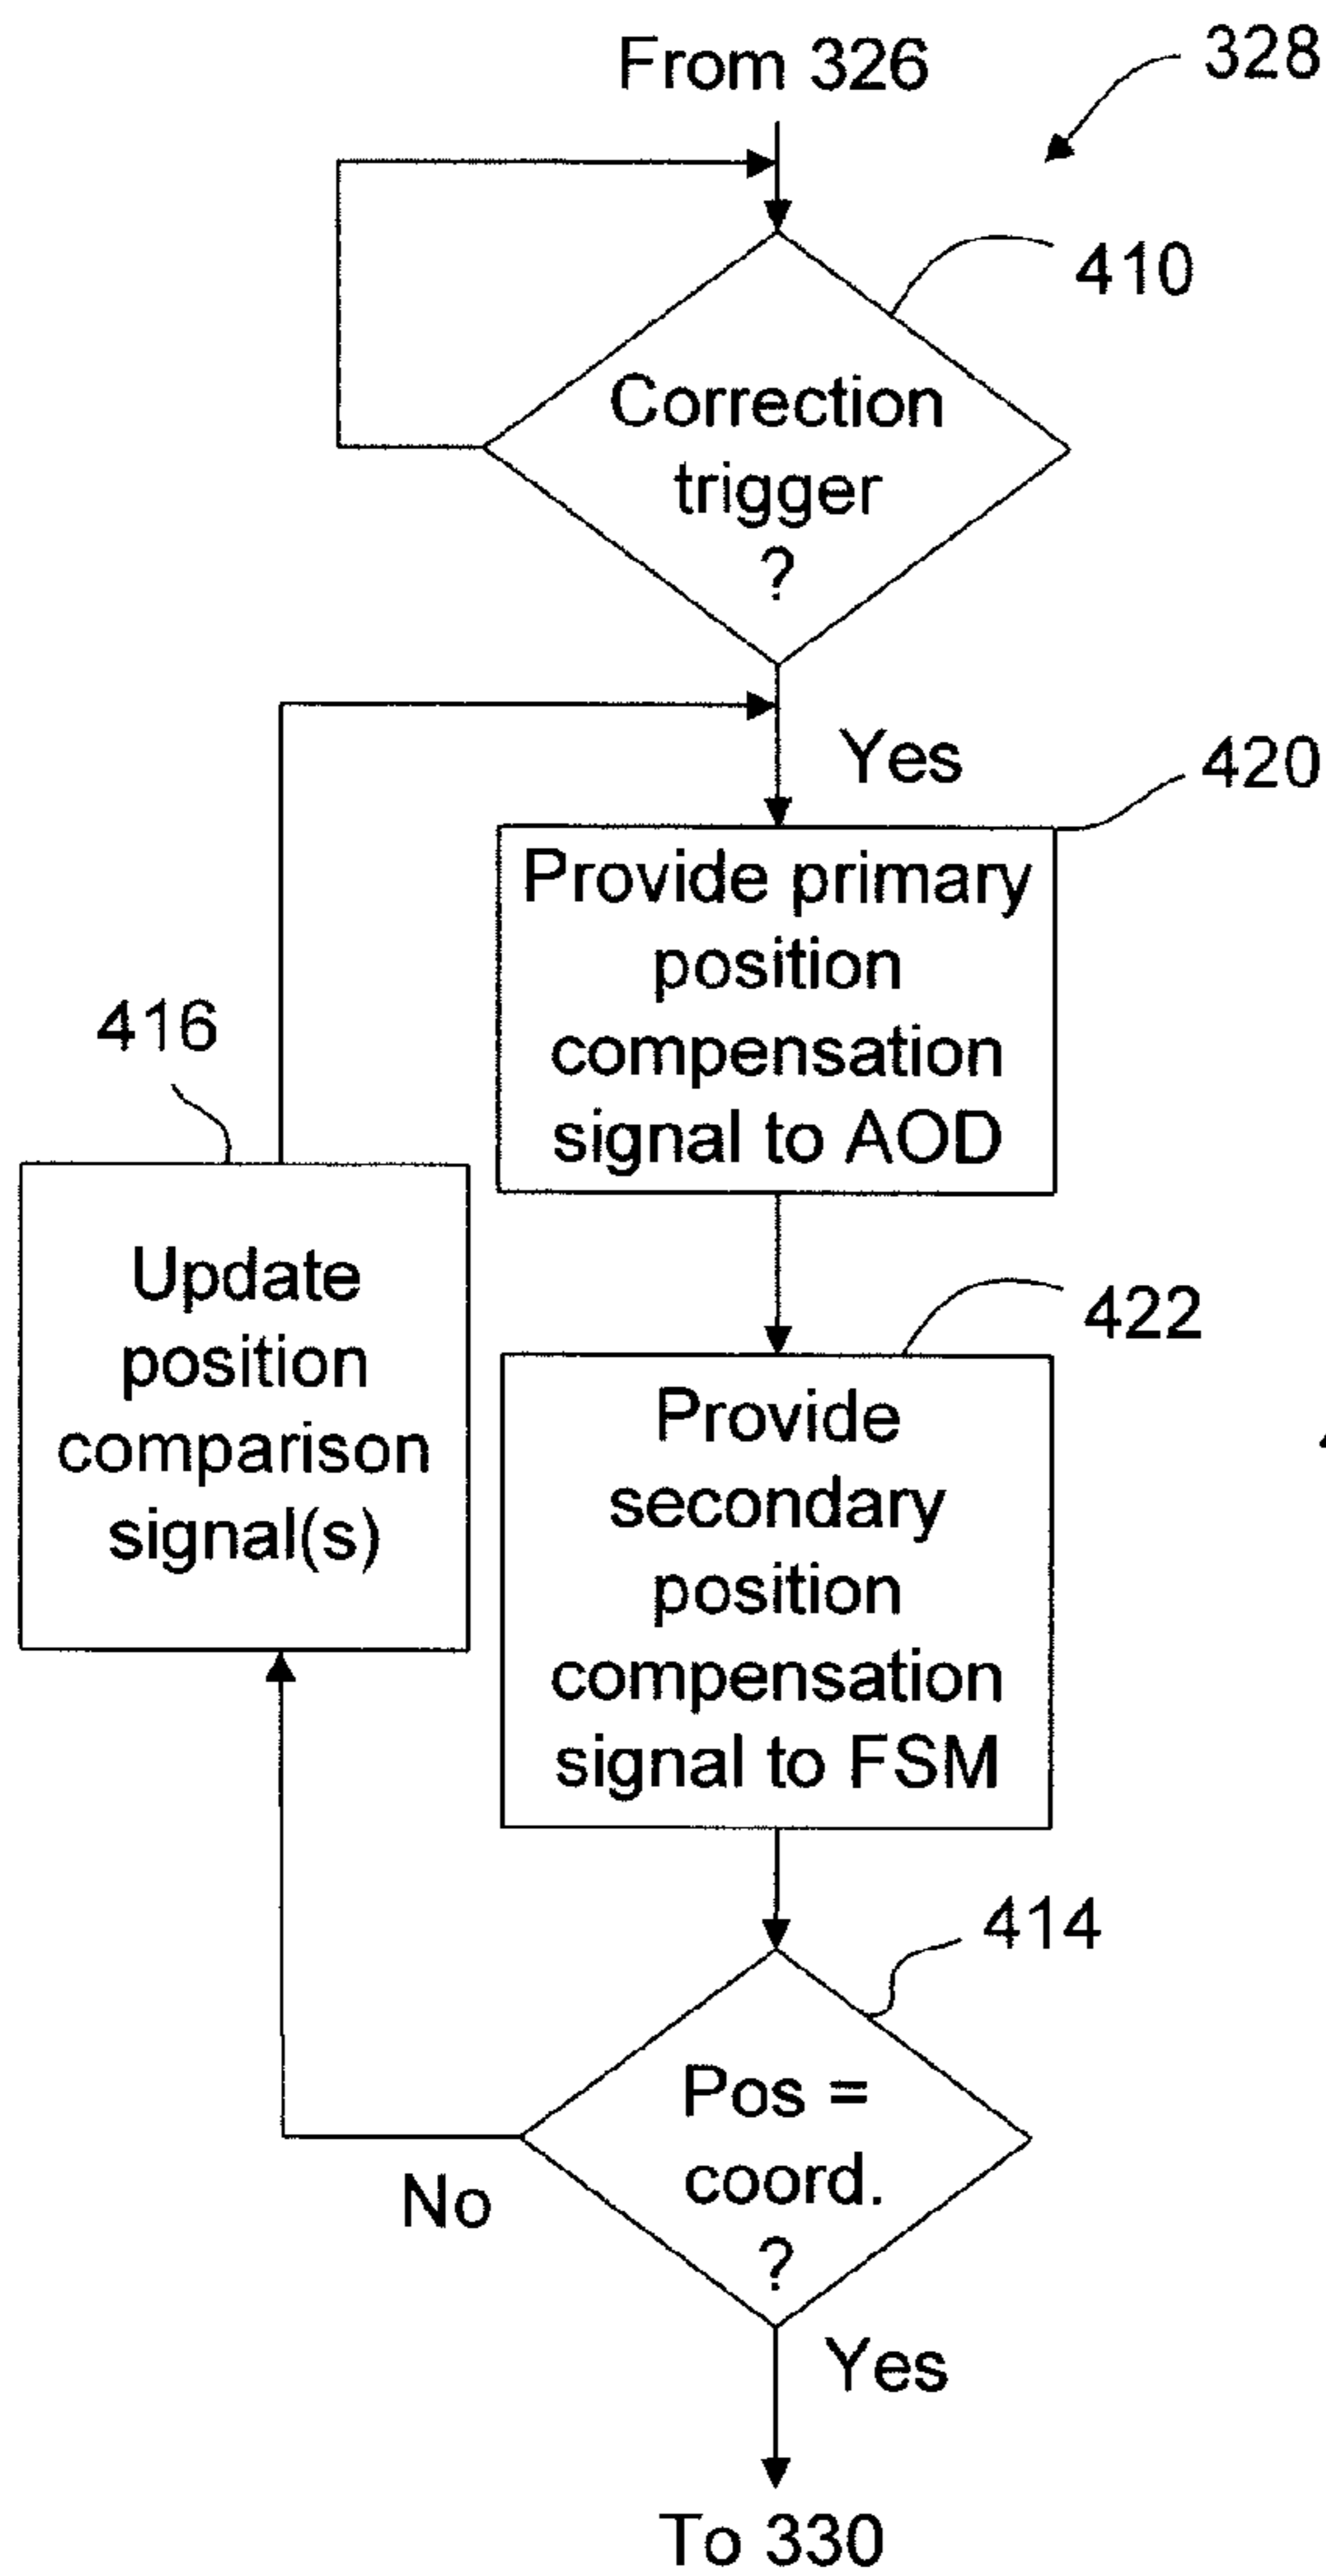 From 326
328
410
Correction
trigger
?
Yes
420
Provide primary
position
compensation
signal to AOD
416
Update
position
comparison
signal(s)
422
Provide
secondary
position
compensation
signal to FSM
414
Pos =
coord.
?
No
Yes
To 330